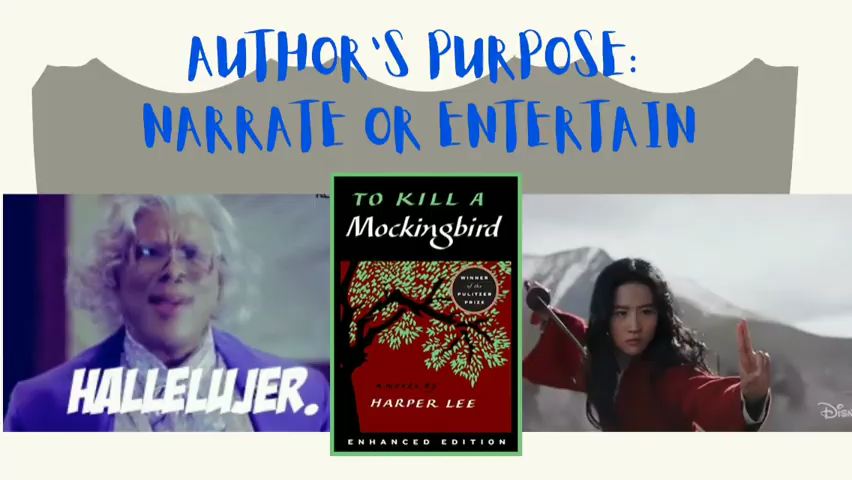 AUTHOR'S PURPOSE:
NARRATE OR ENTERTAIN
HALLELUJER.
TO KILL A
Mockingbird
WINNER
of the
PULITZER
PRIZE
A NOVEL BY
HARPER LEE
ENHANCED EDITION